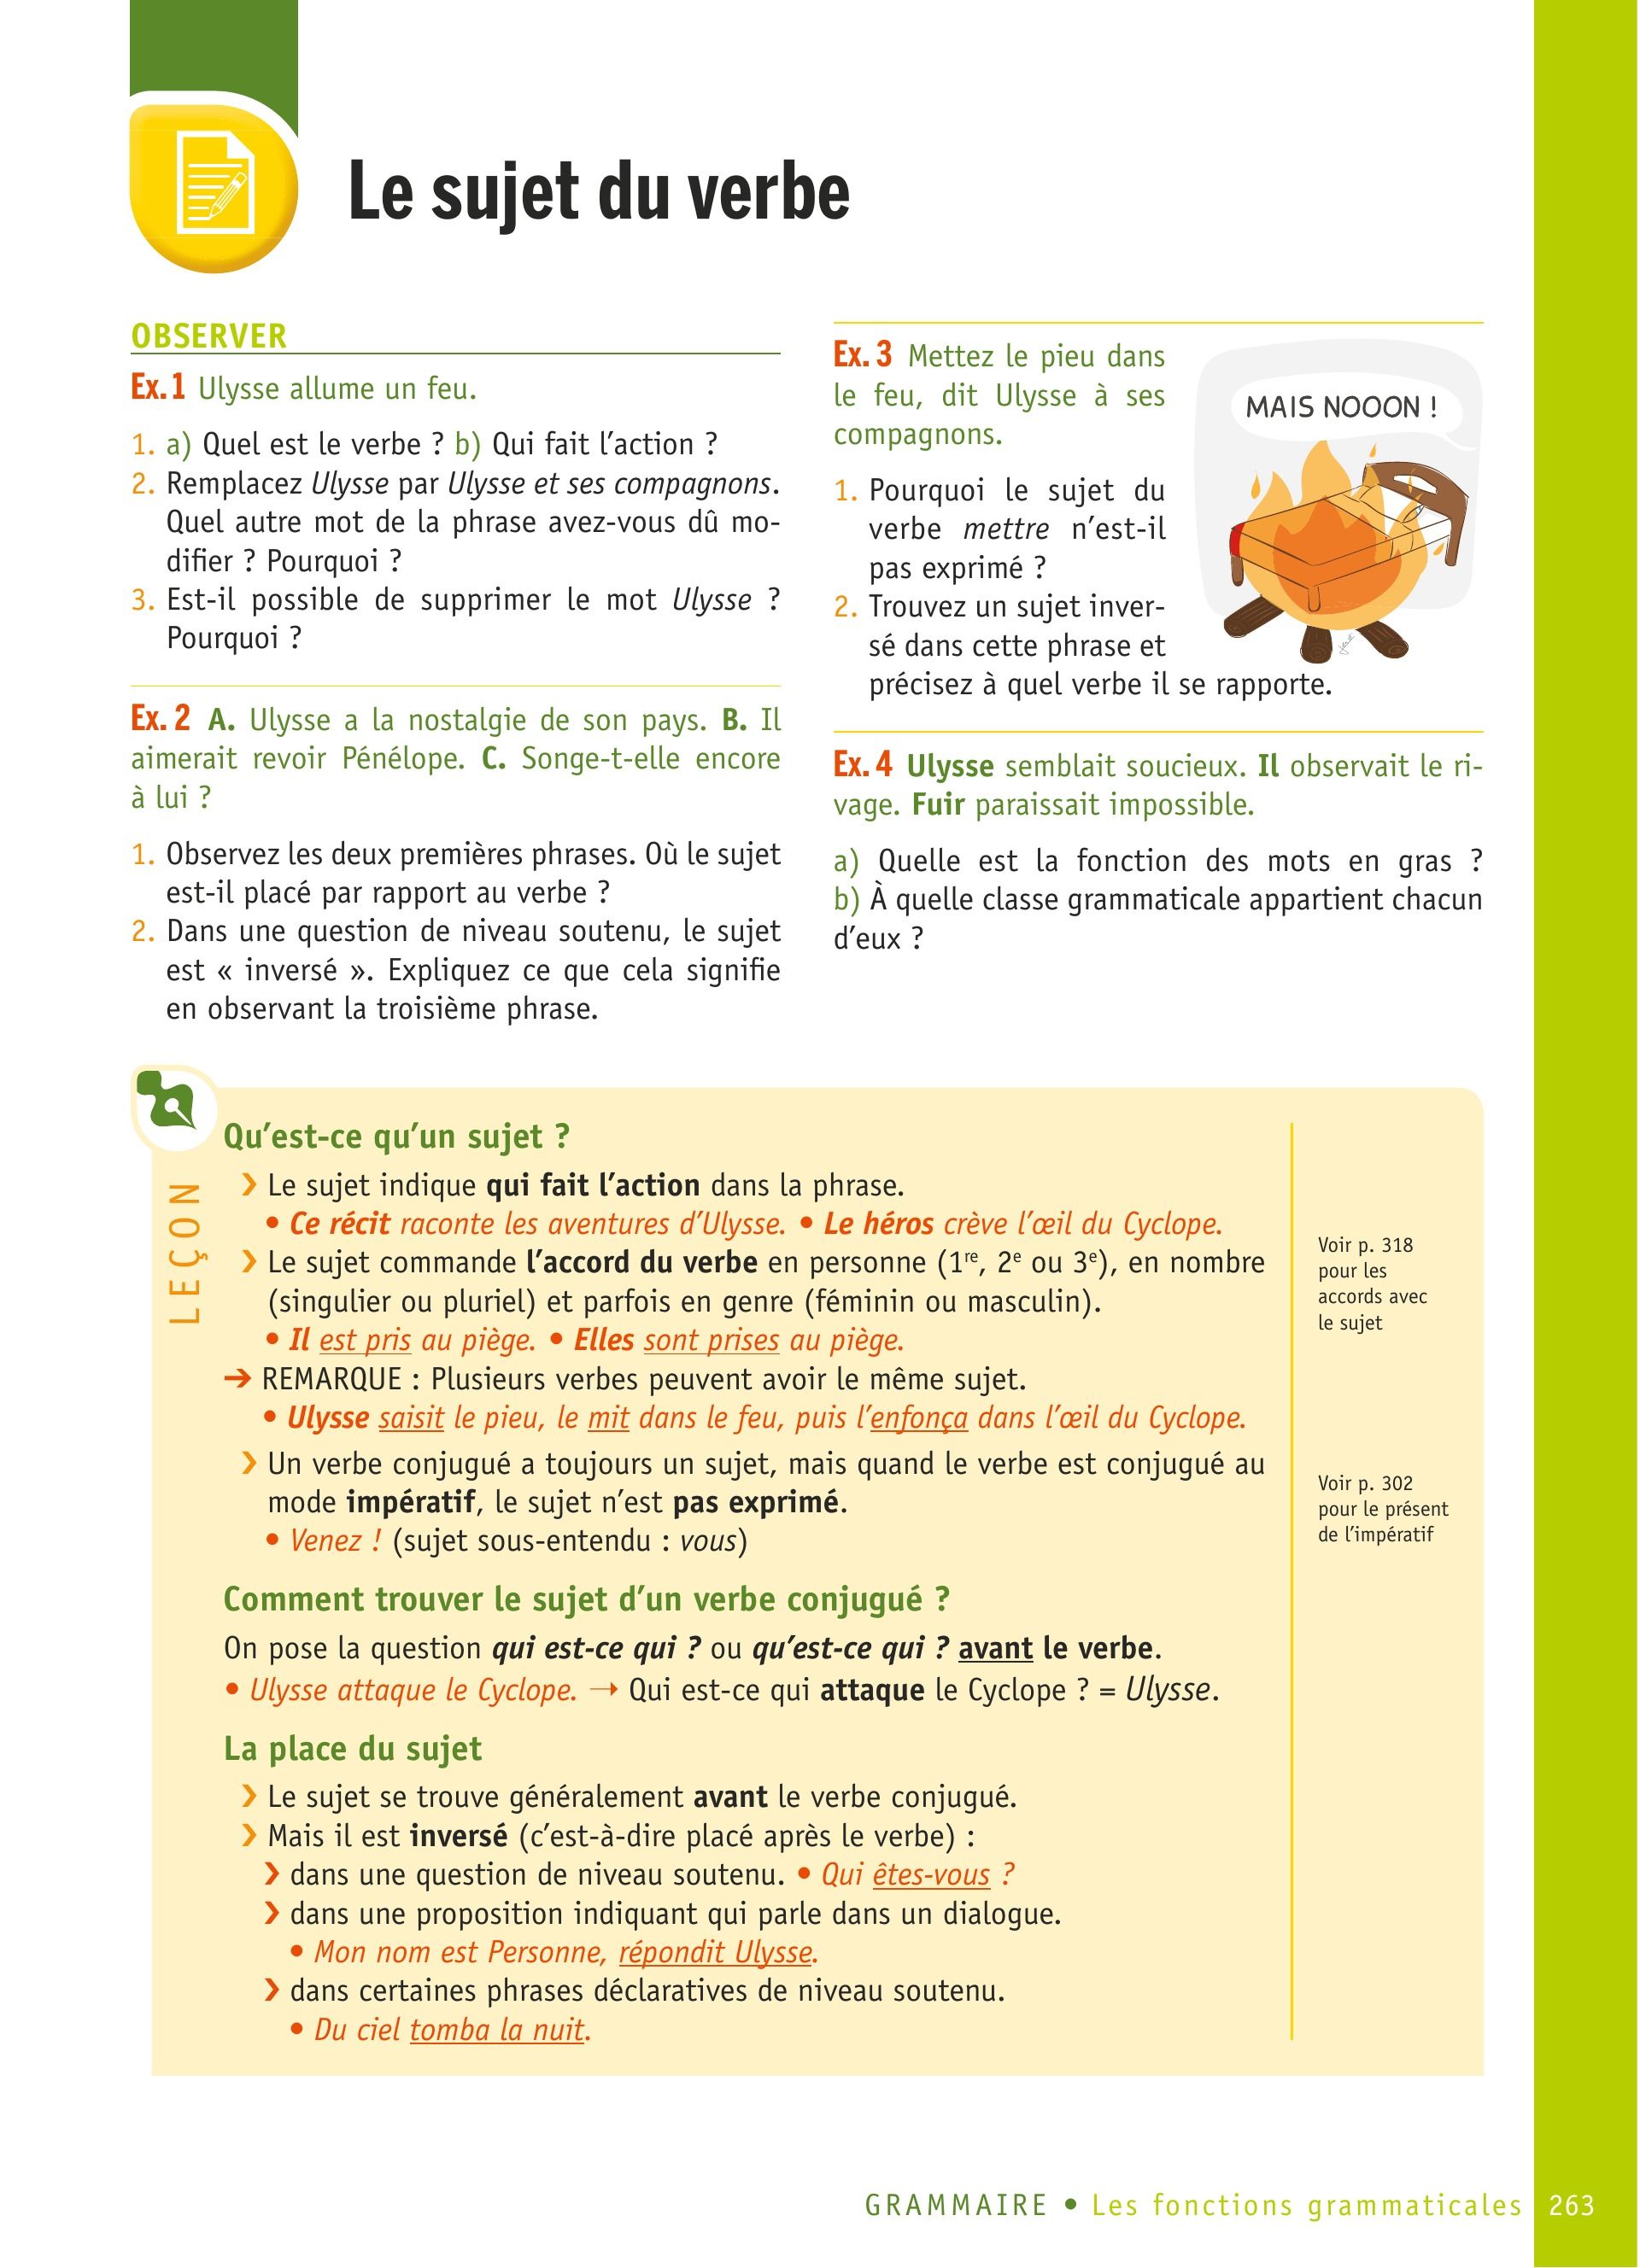 Le sujet du verbe
OBSERVER
Ex. 1 Ulysse allume un feu.
1. a) Quel est le verbe ? b) Qui fait l’action ?
2. Remplacez Ulysse par Ulysse et ses compagnons.
Quel autre mot de la phrase avez-vous dû mo-
difier ? Pourquoi ?
3. Est-il possible de supprimer le mot Ulysse ?
Pourquoi ?
Ex. 2 A. Ulysse a la nostalgie de son pays. B. Il
aimerait revoir Pénélope. C. Songe-t-elle encore
à lui ?
1. Observez les deux premières phrases. Où le sujet
est-il placé par rapport au verbe ?
2. Dans une question de niveau soutenu, le sujet
est « inversé ». Expliquez ce que cela signifie
en observant la troisième phrase.
Ex. 3 Mettez le pieu dans
le feu, dit Ulysse à ses
compagnons.
MAIS NOOON !
1. Pourquoi le sujet du
verbe mettre n’est-il
pas exprimé ?
2. Trouvez un sujet inver-
sé dans cette phrase et
précisez à quel verbe il se rapporte.
Ex. 4 Ulysse semblait soucieux. Il observait le ri-
vage. Fuir paraissait impossible.
a) Quelle est la fonction des mots en gras ?
b) À quelle classe grammaticale appartient chacun
d’eux ?
LEÇON
Qu’est-ce qu’un sujet ?
Le sujet indique qui fait l’action dans la phrase.
• Ce récit raconte les aventures d’Ulysse. • Le héros crève l’œil du Cyclope.
Le sujet commande l’accord du verbe en personne (1re, 2e ou 3e), en nombre
(singulier ou pluriel) et parfois en genre (féminin ou masculin).
• Il est pris au piège. • Elles sont prises au piège.
➔ REMARQUE : Plusieurs verbes peuvent avoir le même sujet.
• Ulysse saisit le pieu, le mit dans le feu, puis l’enfonça dans l’œil du Cyclope.
Un verbe conjugué a toujours un sujet, mais quand le verbe est conjugué au
mode impératif, le sujet n’est pas exprimé.
• Venez ! (sujet sous-entendu : vous)
Voir p. 318
pour les
accords avec
le sujet
Voir p. 302
pour le présent
de l’impératif
Comment trouver le sujet d’un verbe conjugué ?
On pose la question qui est-ce qui ? ou qu’est-ce qui ? avant le verbe.
• Ulysse attaque le Cyclope. → Qui est-ce qui attaque le Cyclope ? = Ulysse.
La place du sujet
Le sujet se trouve généralement avant le verbe conjugué.
Mais il est inversé (c’est-à-dire placé après le verbe) :
dans une question de niveau soutenu. • Qui êtes-vous ?
dans une proposition indiquant qui parle dans un dialogue.
• Mon nom est Personne, répondit Ulysse.
dans certaines phrases déclaratives de niveau soutenu.
• Du ciel tomba la nuit.
GRAMMAIRE • Les fonctions grammaticales 263